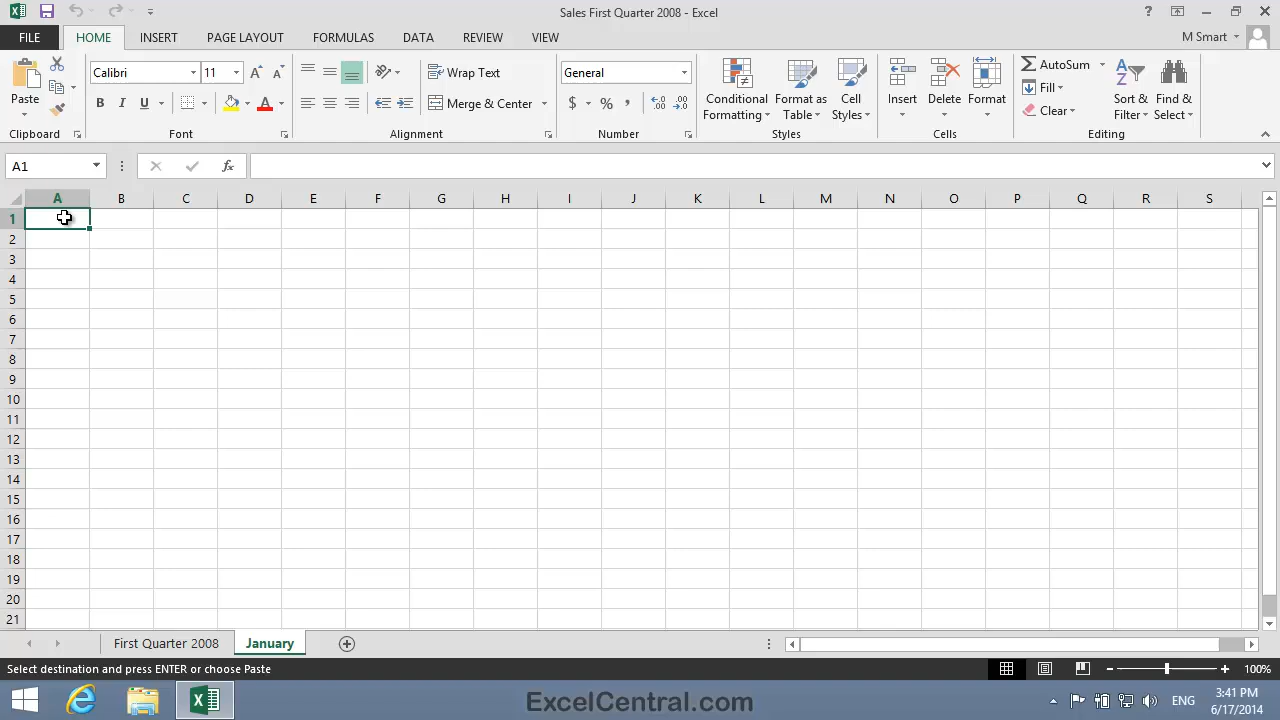 Sales First Quarter 2008 - Excel
FILE HOME INSERT PAGE LAYOUT FORMULAS DATA REVIEW VIEW M Smart
Paste
Clipboard
Calibri 11
B I U
Font
Wrap Text
Merge & Center
Alignment
General
$ % ,
Number
Conditional Formatting
Format as Table
Cell Styles
Styles
Insert Delete Format
Cells
AutoSum
Fill
Clear
Sort & Filter
Find & Select
Editing
A1 fx
A B C D E F G H I J K L M N O P Q R S
1
2
3
4
5
6
7
8
9
10
11
12
13
14
15
16
17
18
19
20
21
First Quarter 2008 January
Select destination and press ENTER or choose Paste 100%
ExcelCentral.com
ENG
3:41 PM
6/17/2014